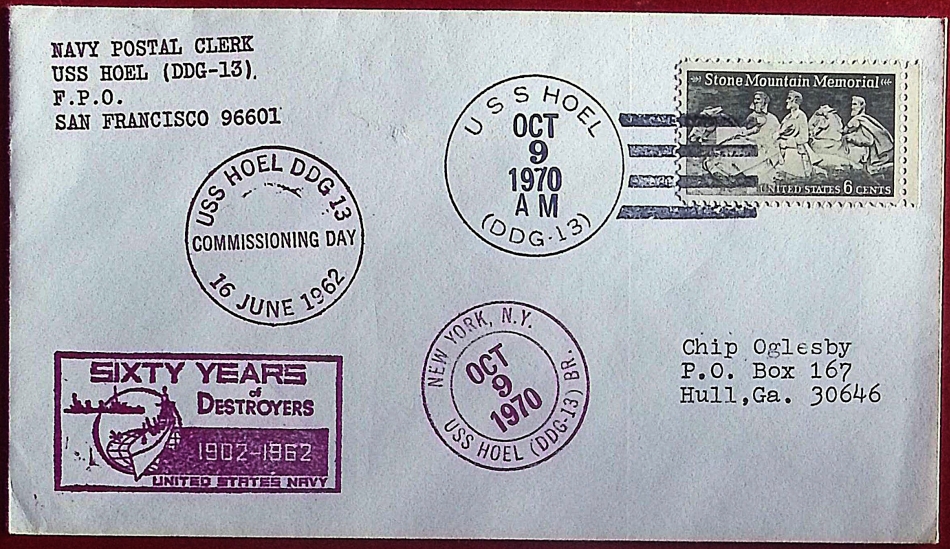 NAVY POSTAL CLERK
USS HOEL (DDG-13).
F.P.O.
SAN FRANCISCO 96601
USS HOEL DDG 13
COMMISSIONING DAY
16 JUNE 1962
USS HOEL
OCT
9
1970
AM
(DDG-13)
Stone Mountain Memorial
UNITED STATES 6 CENTS
SIXTY YEARS
of
DESTROYERS
1902-1962
UNITED STATES NAVY
NEW YORK, N.Y.
OCT
9
1970
USS HOEL (DDG-13) BR.
Chip Oglesby
P.O. Box 167
Hull,Ga. 30646